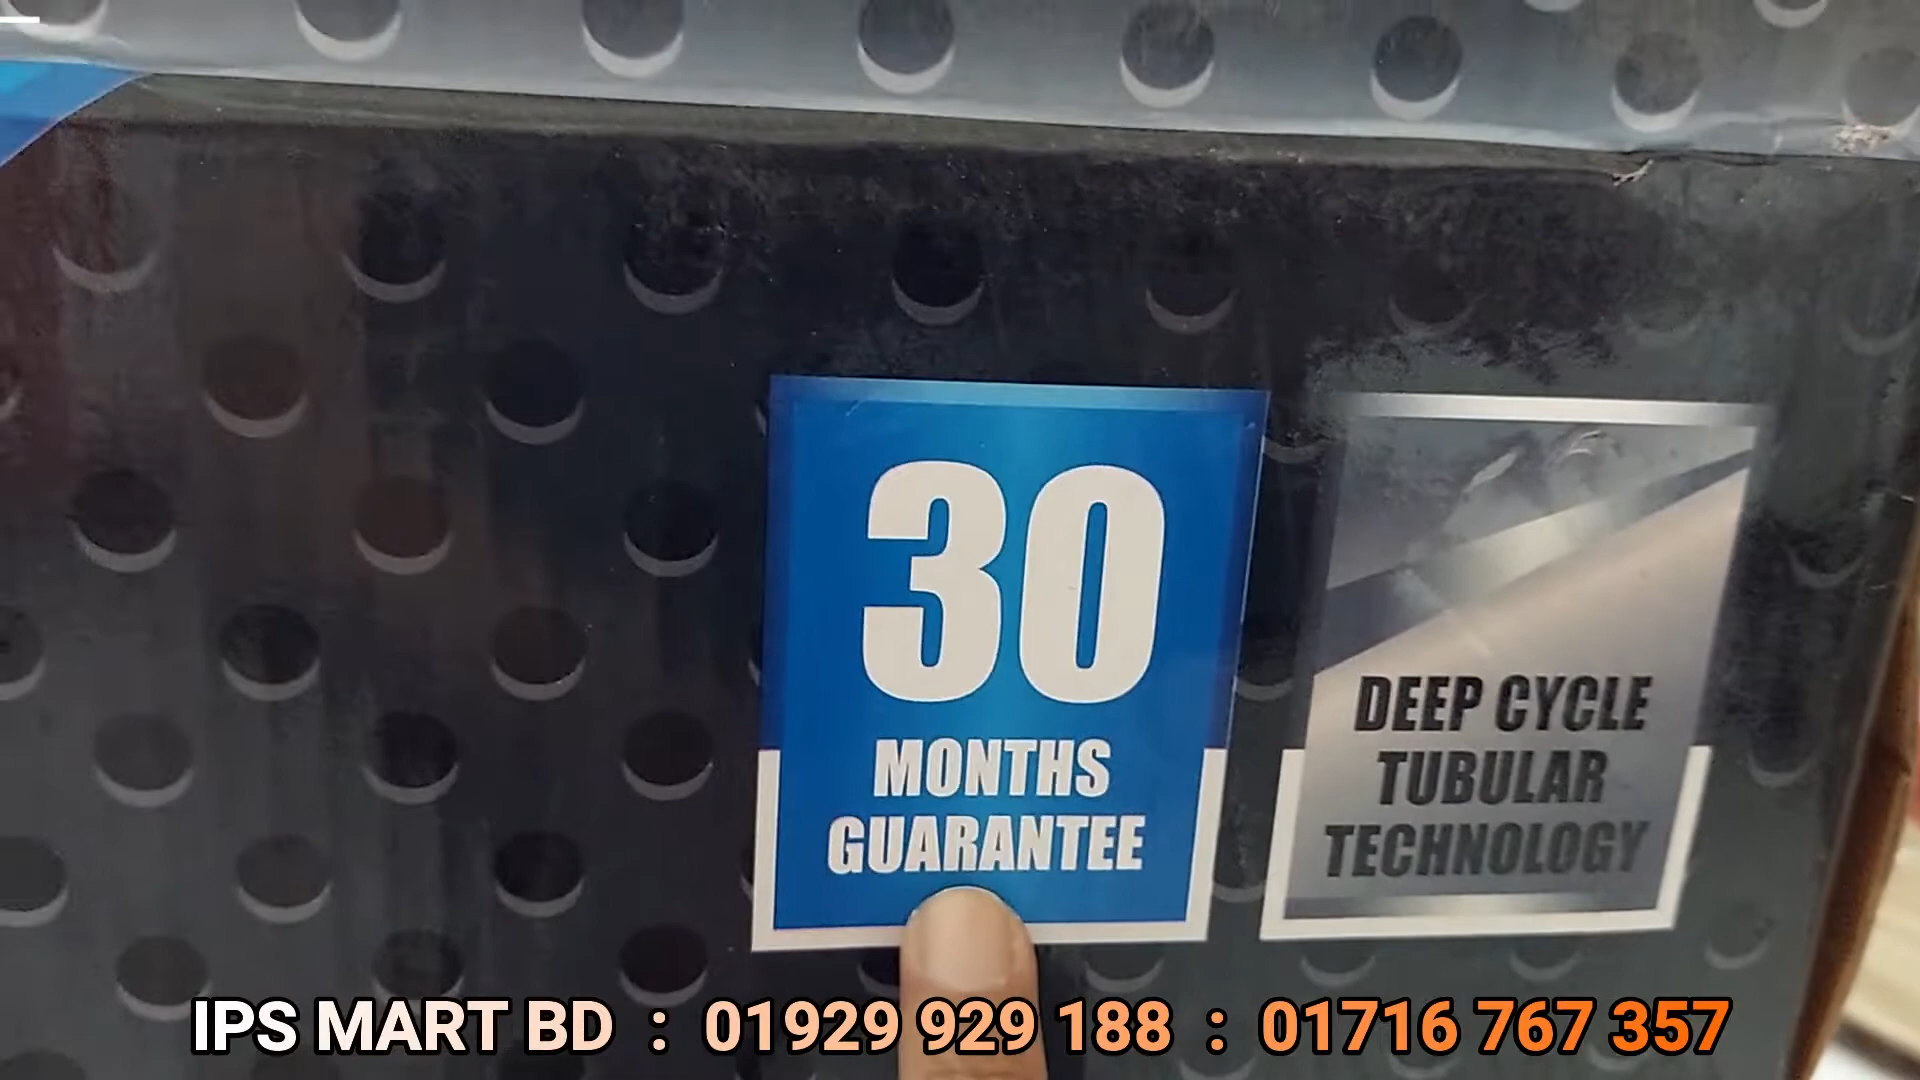 30
MONTHS
GUARANTEE
DEEP CYCLE
TUBULAR
TECHNOLOGY
IPS MART BD : 01929 929 188 : 01716 767 357